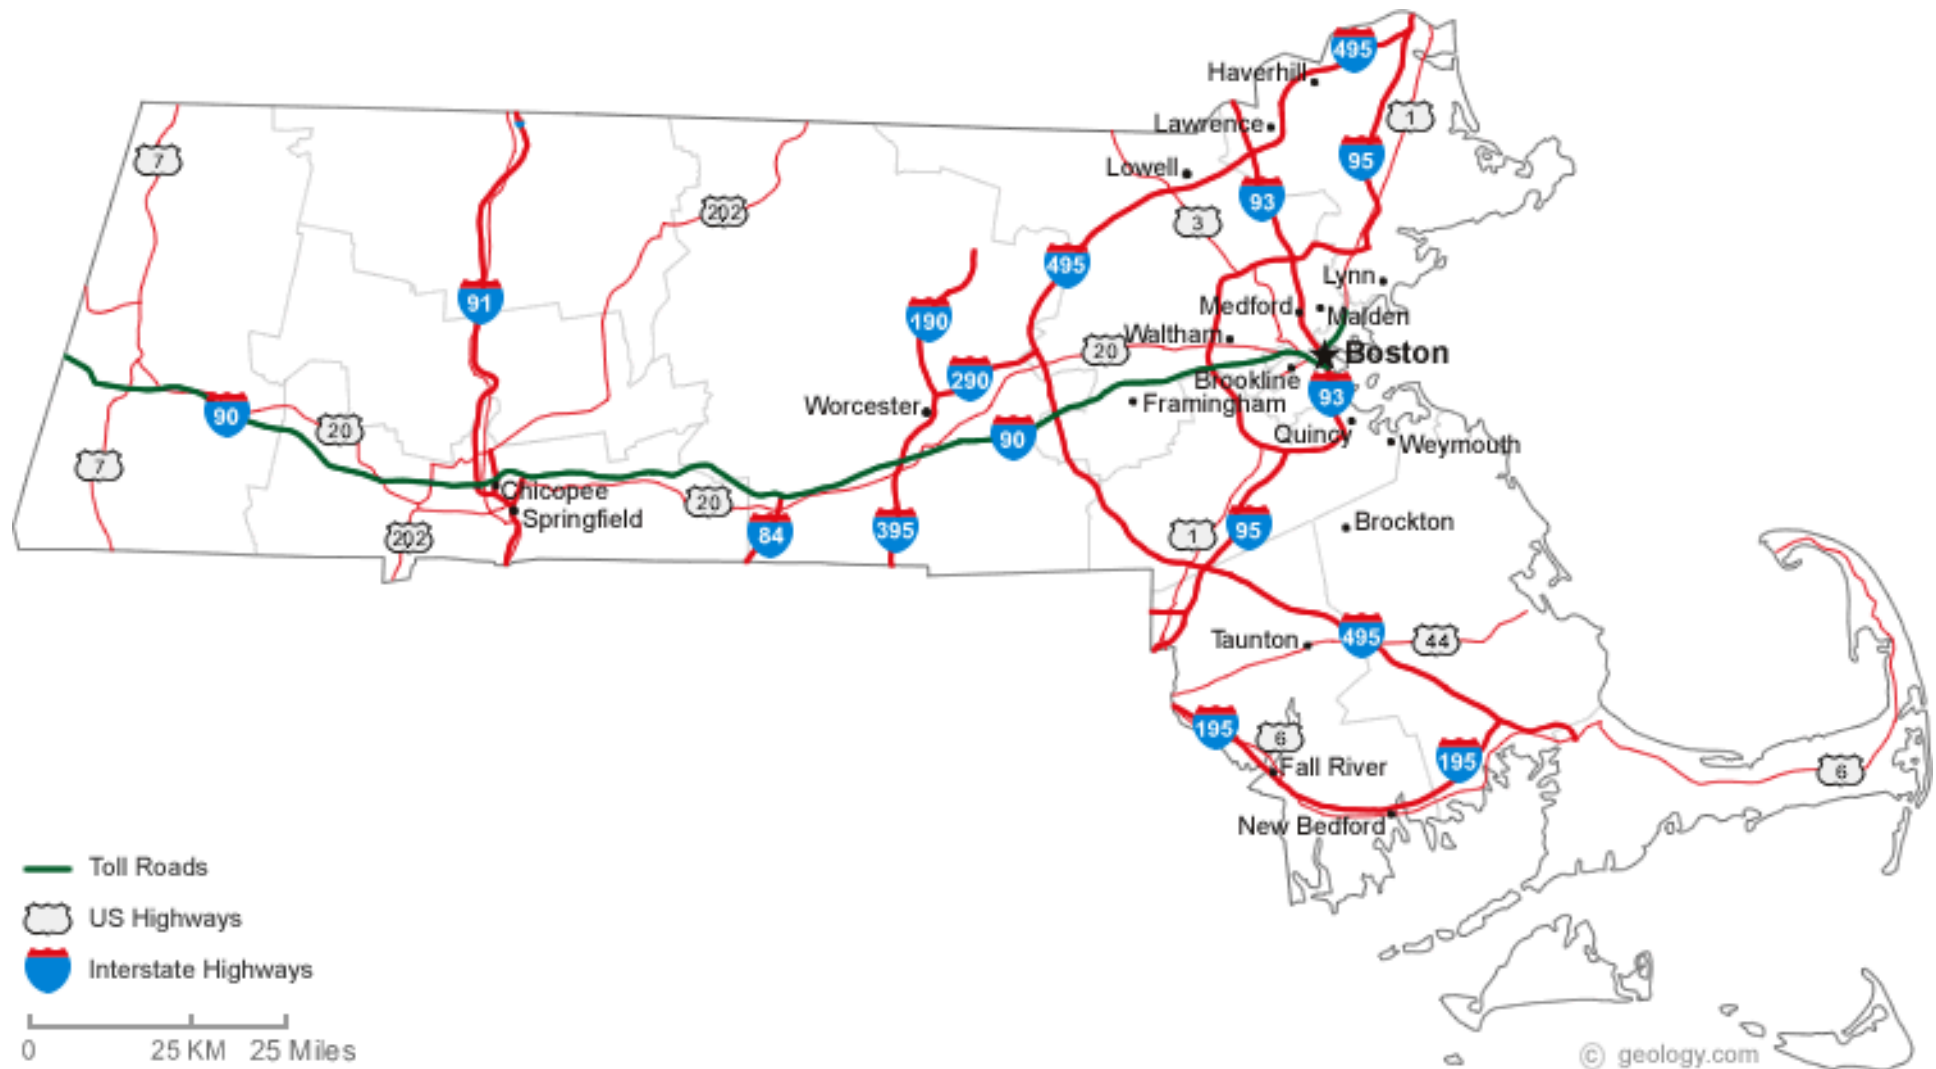 495
Haverhill
1
Lawrence
7
95
Lowell
93
202
3
495
Lynn
91
Medford
Malden
190
Waltham
20
Boston
290
Brookline
93
Worcester
Framingham
90
20
90
Quincy
Weymouth
7
Chicopee
20
Springfield
Brockton
202
84
395
1
95
Taunton
495
44
195
6
Fall River
195
6
New Bedford
Toll Roads
US Highways
Interstate Highways
0 25 KM 25 Miles
© geology.com